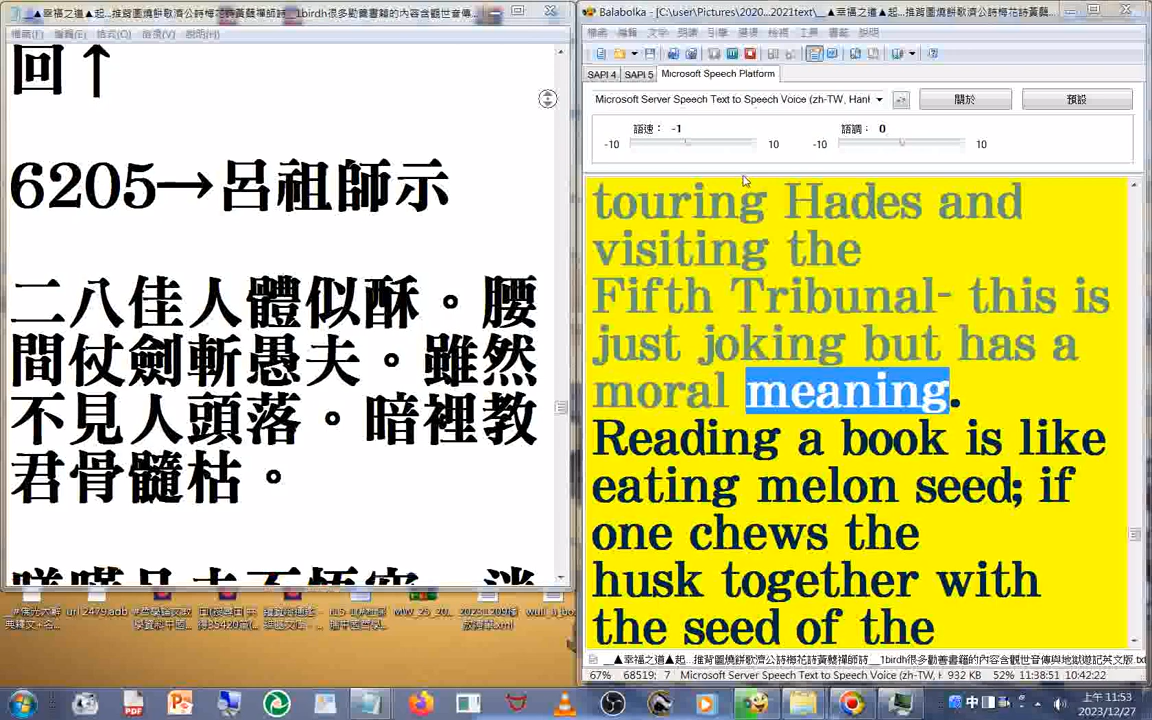 回↑
6205→呂祖師示
二八佳人體似酥。腰
間仗劍斬愚夫。雖然
不見人頭落。暗裡教
君骨髓枯。
Balabolka - [C:\user\Pictures\2020...
SAPI 4
SAPI 5
Microsoft Speech Platform
Microsoft Server Speech Text to Speech Voice (zh-TW, Hanl
關於
預設
語速： -1
語調： 0
-10
10
-10
10
touring Hades and
visiting the
Fifth Tribunal- this is
just joking but has a
moral meaning.
Reading a book is like
eating melon seed; if
one chews the
husk together with
the seed of the
67%
68519; 7
Microsoft Server Speech Text to Speech Voice (zh-TW,
932 KB
52%
11:38:51
10:42:22
中
上午 11:53
2023/12/27